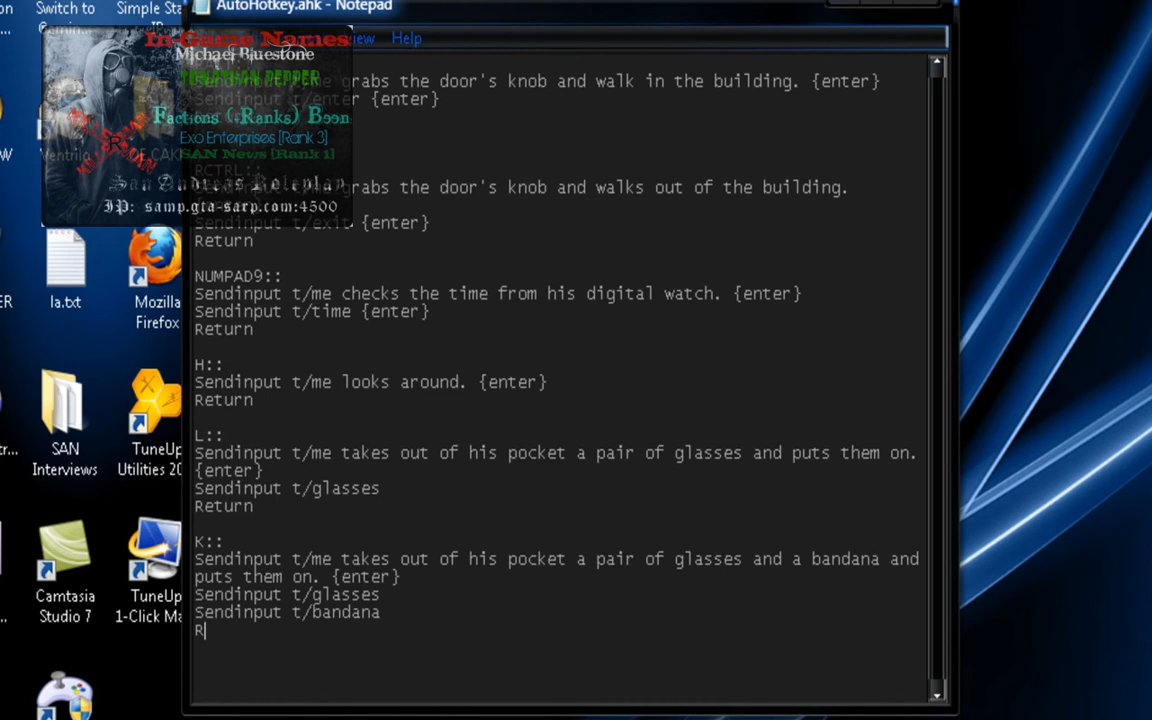 Switch to
Simple Sta
AutoHotkey.ahk - Notepad
iew Help
In-Game Names
Michael Bluestone
JONATHAN PEPPER
Factions (-Ranks) Been
Exo Enterprises [Rank 3]
SAN News [Rank 1]
San Andreas Roleplay
IP: samp.gta-sarp.com:4500
grabs the door's knob and walk in the building. {enter}
Sendinput t/enter {enter}
RCTRL::
grabs the door's knob and walks out of the building.
Sendinput t/exit {enter}
Return
NUMPAD9::
Sendinput t/me checks the time from his digital watch. {enter}
Sendinput t/time {enter}
Return
H::
Sendinput t/me looks around. {enter}
Return
L::
Sendinput t/me takes out of his pocket a pair of glasses and puts them on.
{enter}
Sendinput t/glasses
Return
K::
Sendinput t/me takes out of his pocket a pair of glasses and a bandana and
puts them on. {enter}
Sendinput t/glasses
Sendinput t/bandana
R
Ventrilo
la.txt
Mozilla
Firefox
SAN
Interviews
TuneUp
Utilities 20
Camtasia
Studio 7
TuneUp
1-Click Ma